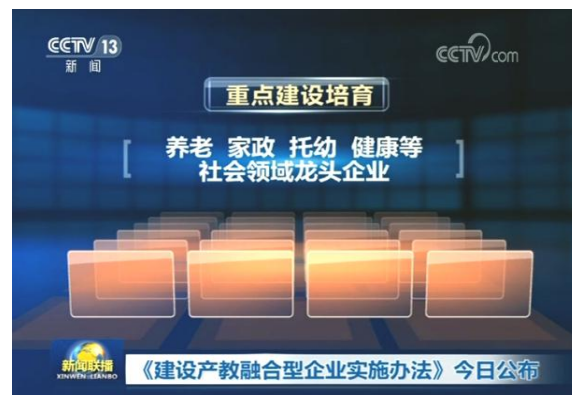 CCTV 13
新闻
CCTV.com
重点建设培育
[ 养老 家政 托幼 健康等
社会领域龙头企业 ]
新闻联播
XINWEN LIANBO
《建设产教融合型企业实施办法》今日公布